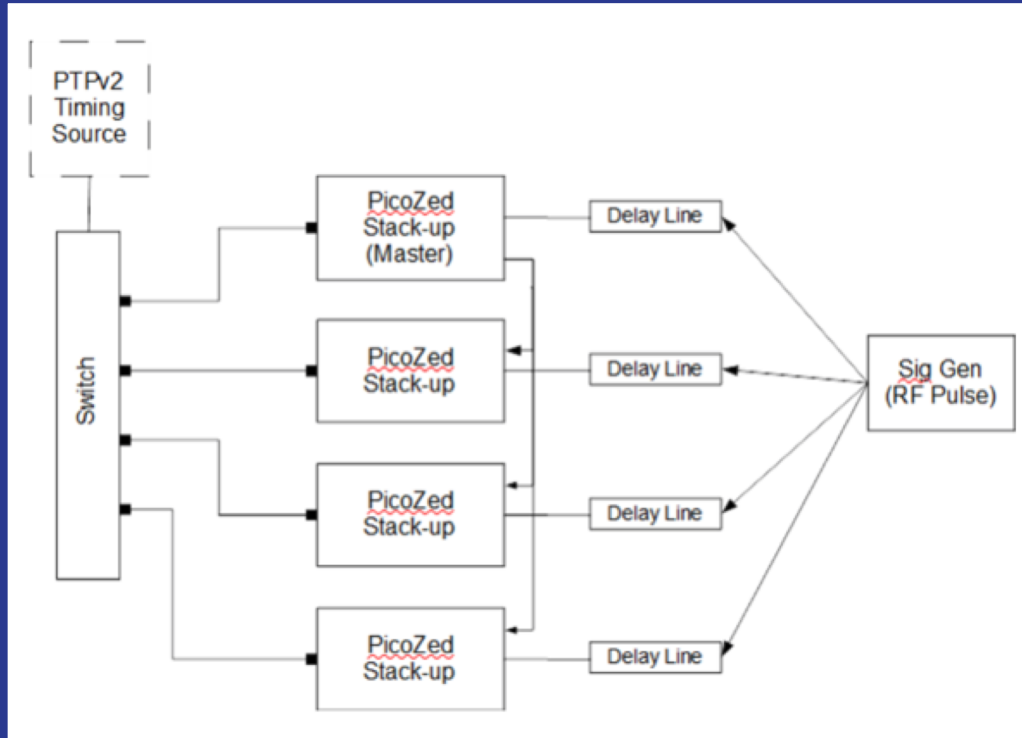 PTPv2
Timing
Source
Switch
PicoZed
Stack-up
(Master)
Delay Line
PicoZed
Stack-up
Delay Line
Sig Gen
(RF Pulse)
PicoZed
Stack-up
Delay Line
PicoZed
Stack-up
Delay Line